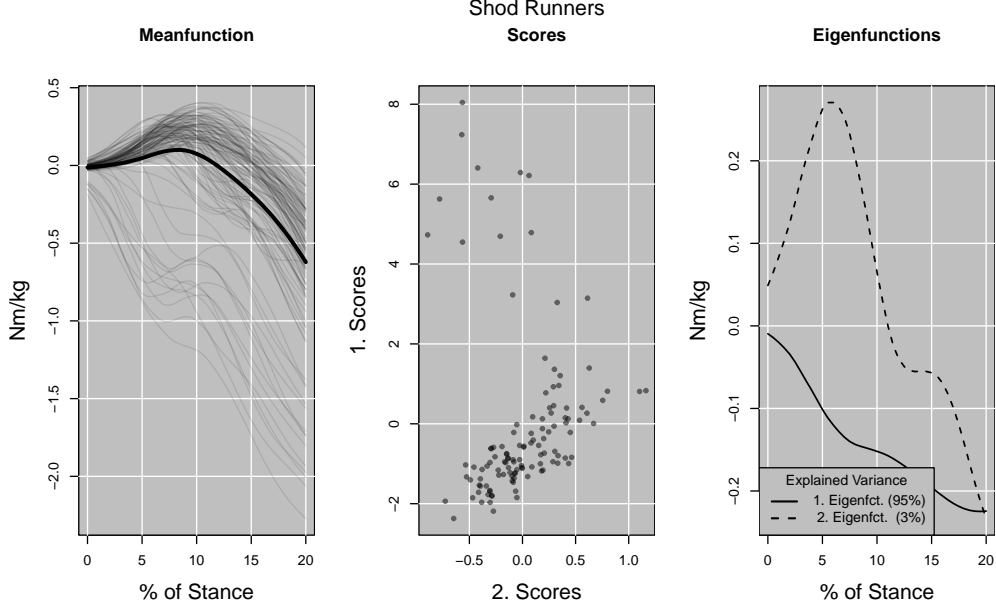 Shod Runners
Meanfunction
Scores
Eigenfunctions
Nm/kg
0.5
0.0
−0.5
−1.0
−1.5
−2.0
0 5 10 15 20
% of Stance
1. Scores
8
6
4
2
0
−2
−0.5 0.0 0.5 1.0
2. Scores
Nm/kg
0.2
0.1
0.0
−0.1
−0.2
Explained Variance
1. Eigenfct. (95%)
2. Eigenfct. (3%)
0 5 10 15 20
% of Stance